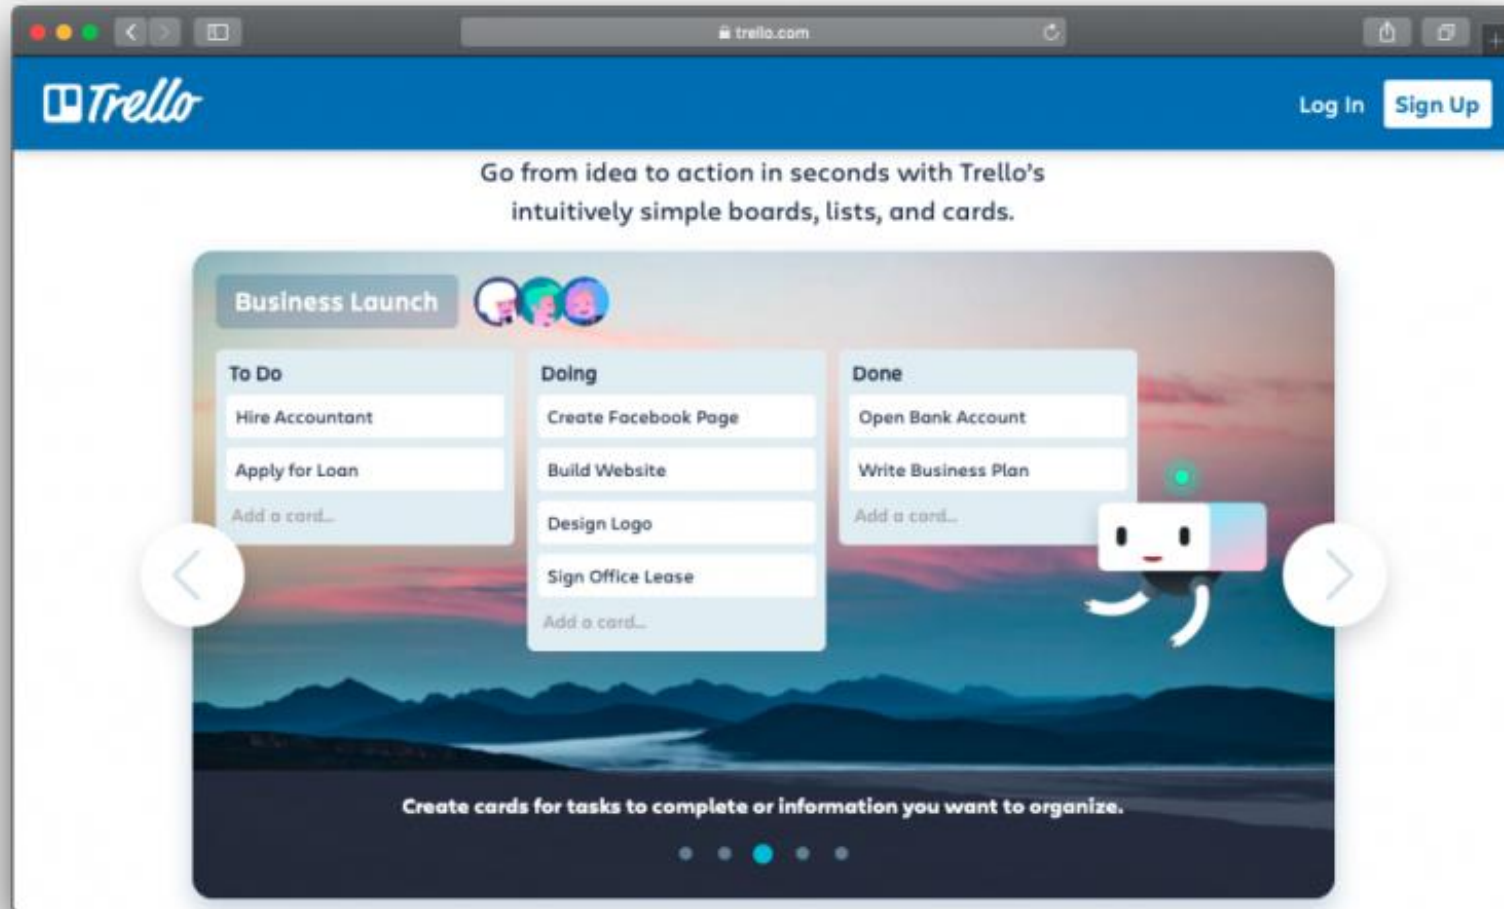 trello.com
Trello
Log In
Sign Up
Go from idea to action in seconds with Trello's
intuitively simple boards, lists, and cards.
Business Launch
To Do
Hire Accountant
Apply for Loan
Add a card...
Doing
Create Facebook Page
Build Website
Design Logo
Sign Office Lease
Add a card...
Done
Open Bank Account
Write Business Plan
Add a card...
Create cards for tasks to complete or information you want to organize.